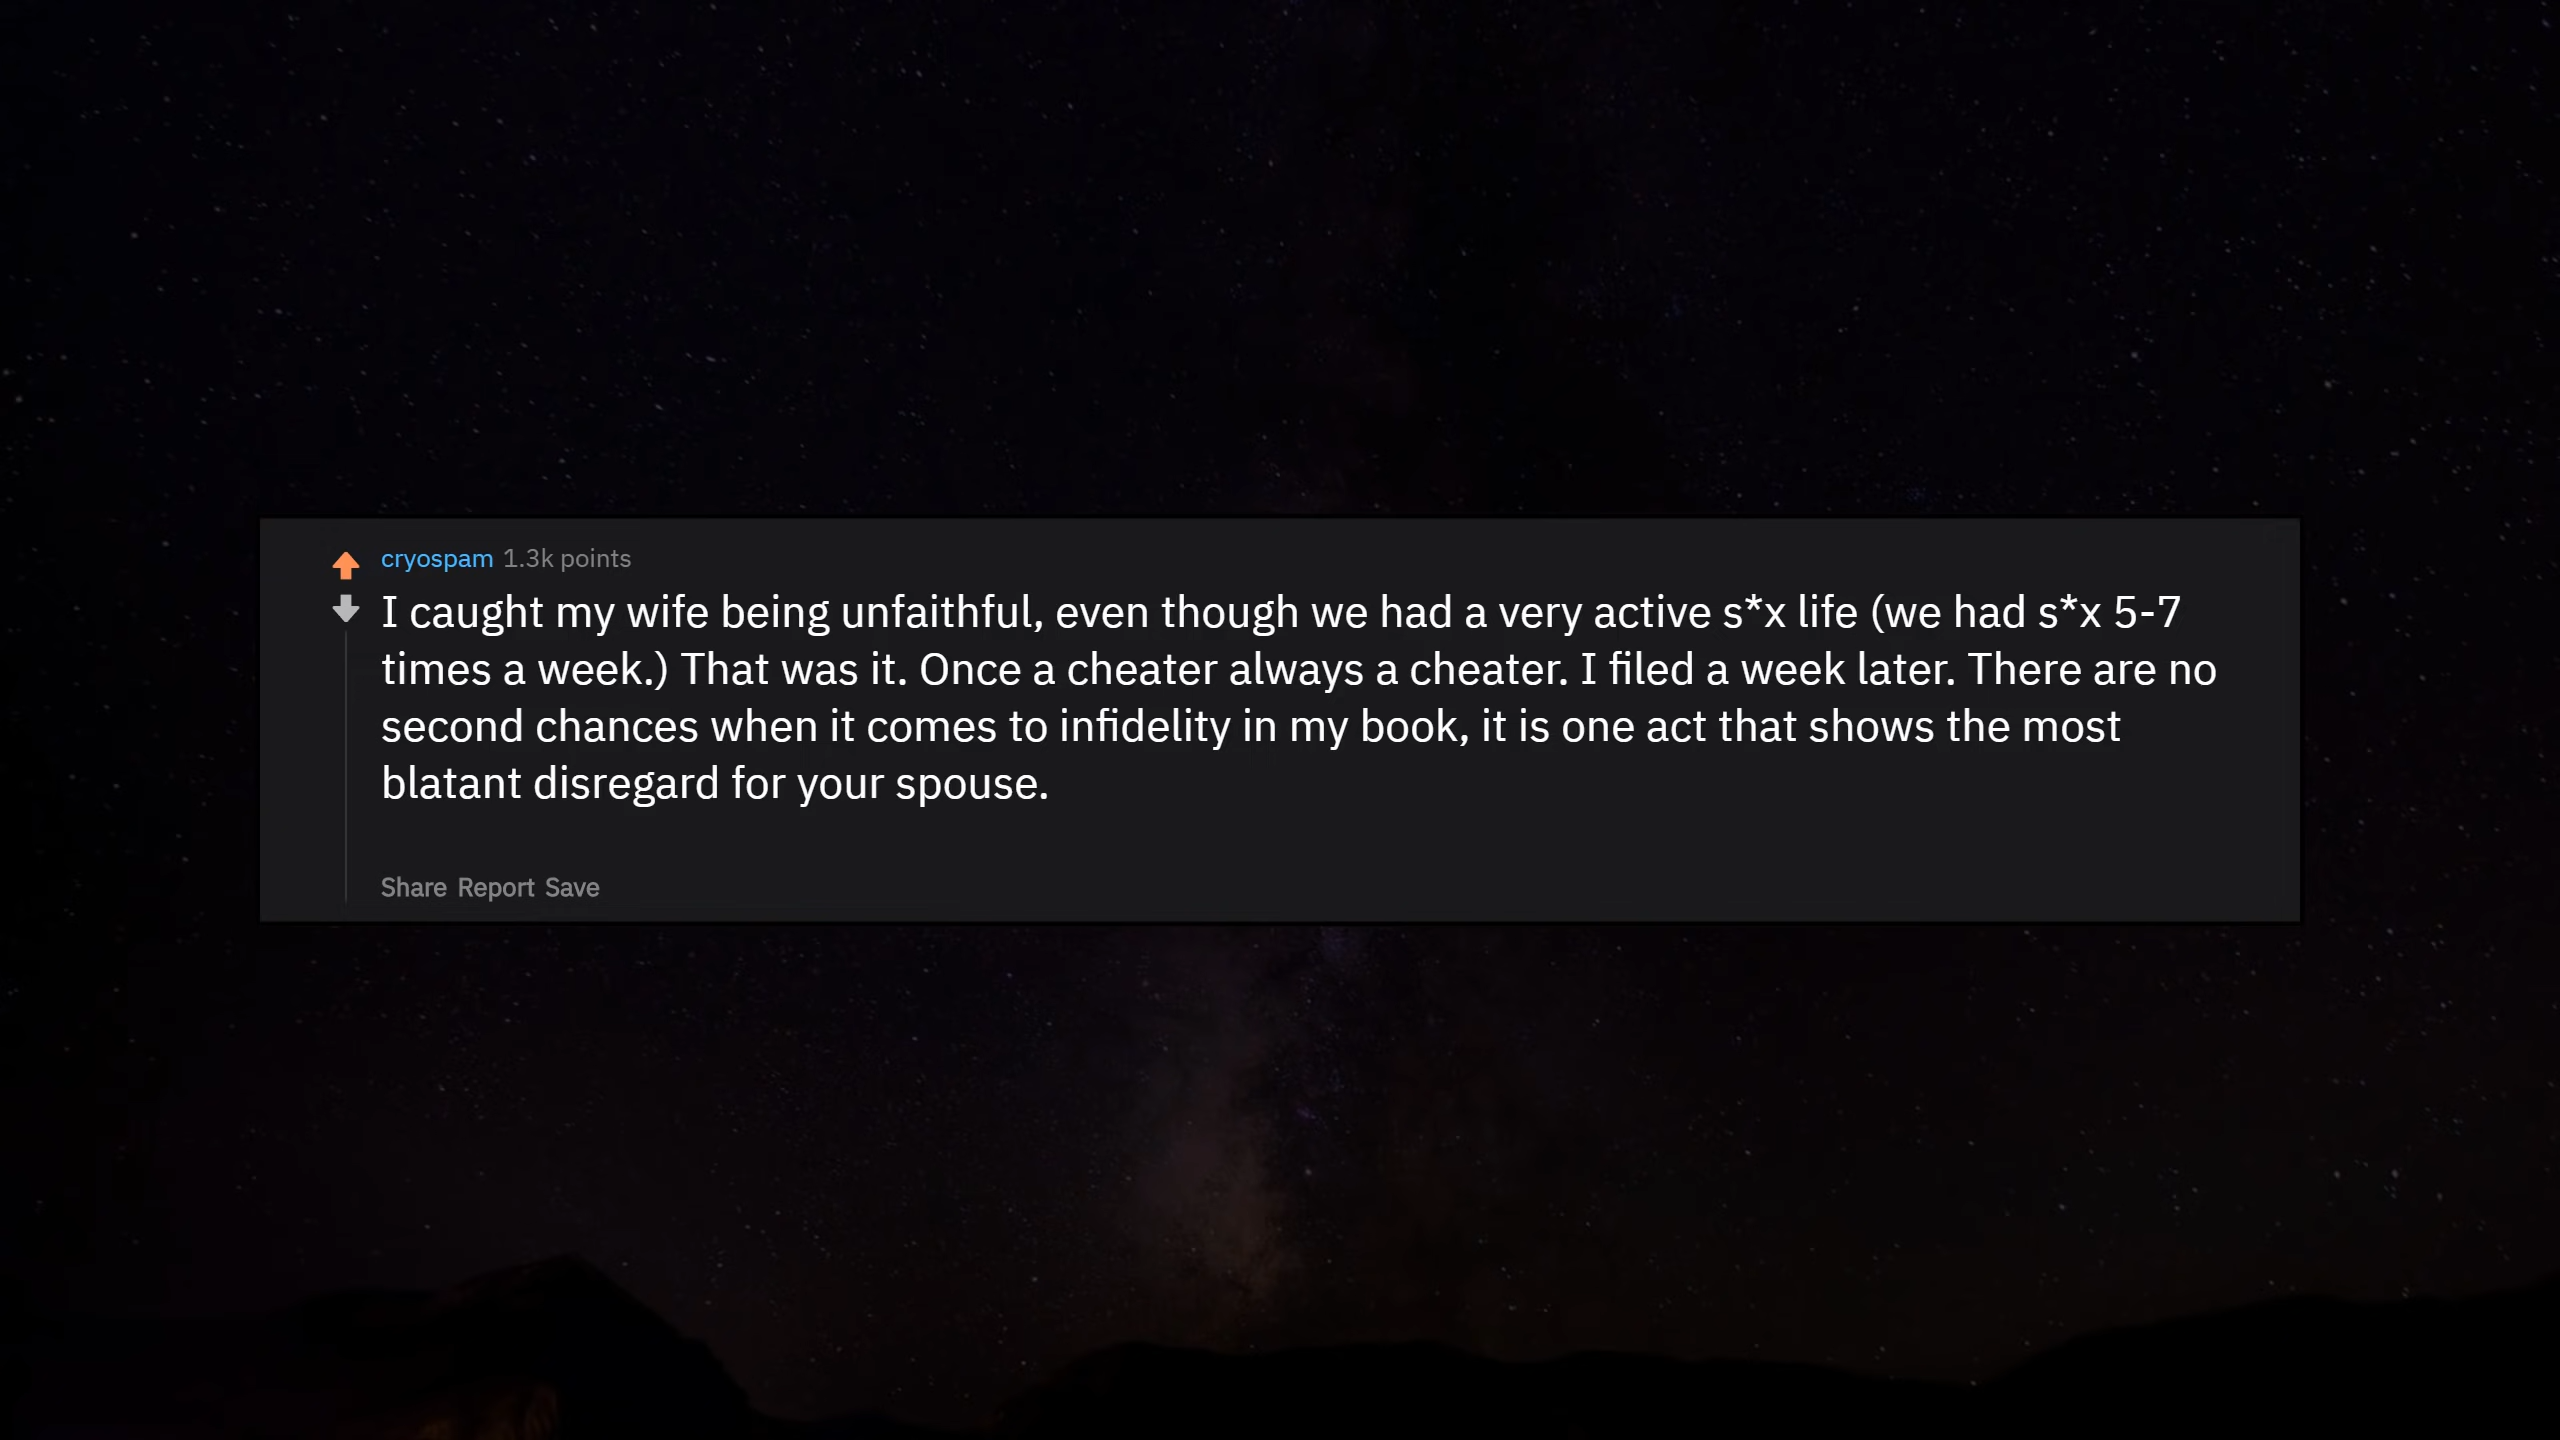 cryospam 1.3k points
I caught my wife being unfaithful, even though we had a very active s*x life (we had s*x 5-7
times a week.) That was it. Once a cheater always a cheater. I filed a week later. There are no
second chances when it comes to infidelity in my book, it is one act that shows the most
blatant disregard for your spouse.
Share Report Save